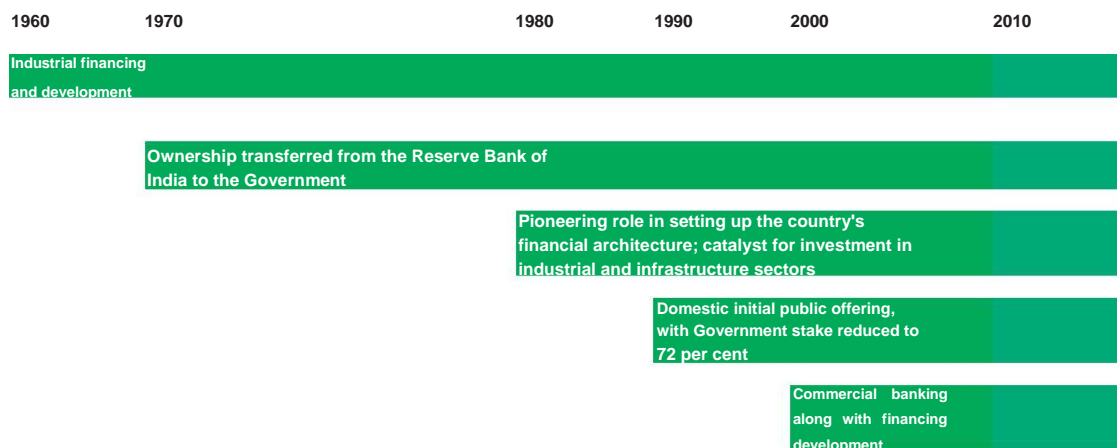 1960 1970 1980 1990 2000 2010
Industrial financing
and development
Ownership transferred from the Reserve Bank of
India to the Government
Pioneering role in setting up the country's
financial architecture; catalyst for investment in
industrial and infrastructure sectors
Domestic initial public offering,
with Government stake reduced to
72 per cent
Commercial banking
along with financing
development